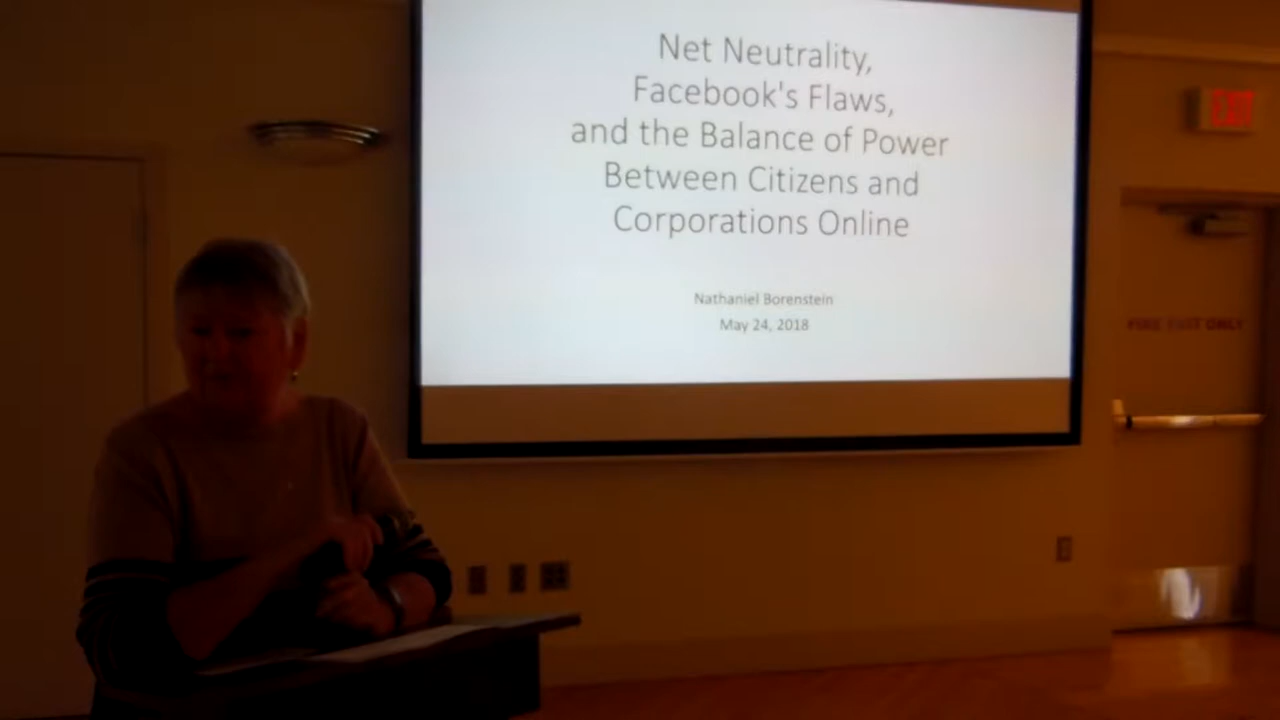 Net Neutrality,
Facebook's Flaws,
and the Balance of Power
Between Citizens and
Corporations Online
Nathaniel Borenstein
May 24, 2018
EXIT
FIRE EXIT ONLY